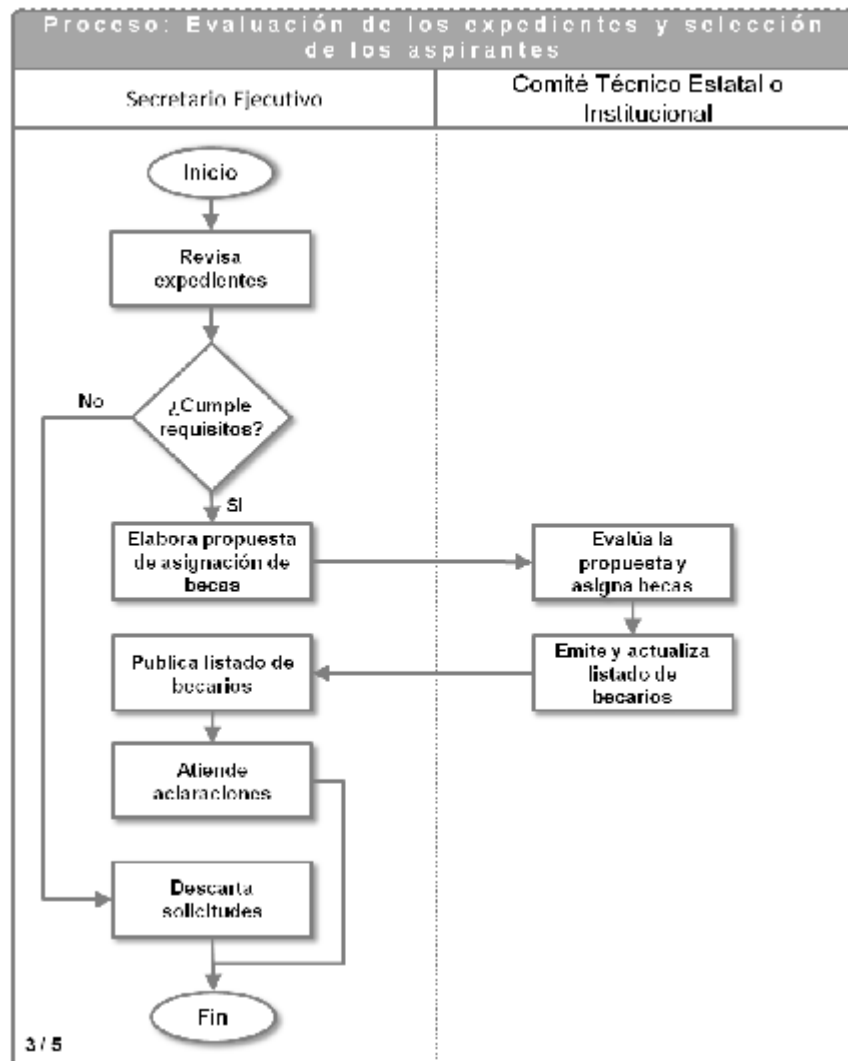 Proceso: Evaluación de los expedientes y selección
de los aspirantes
Secretario Ejecutivo
Comité Técnico Estatal o
Institucional
Inicio
Revisa
expedientes
¿Cumple
requisitos?
No
SI
Elabora propuesta
de asignación de
becas
Evalúa la
propuesta y
asigna becas
Emite y actualiza
listado de
becarios
Publica listado de
becarios
Atiende
aclaraciones
Descarta
solicitudes
Fin
3 / 5